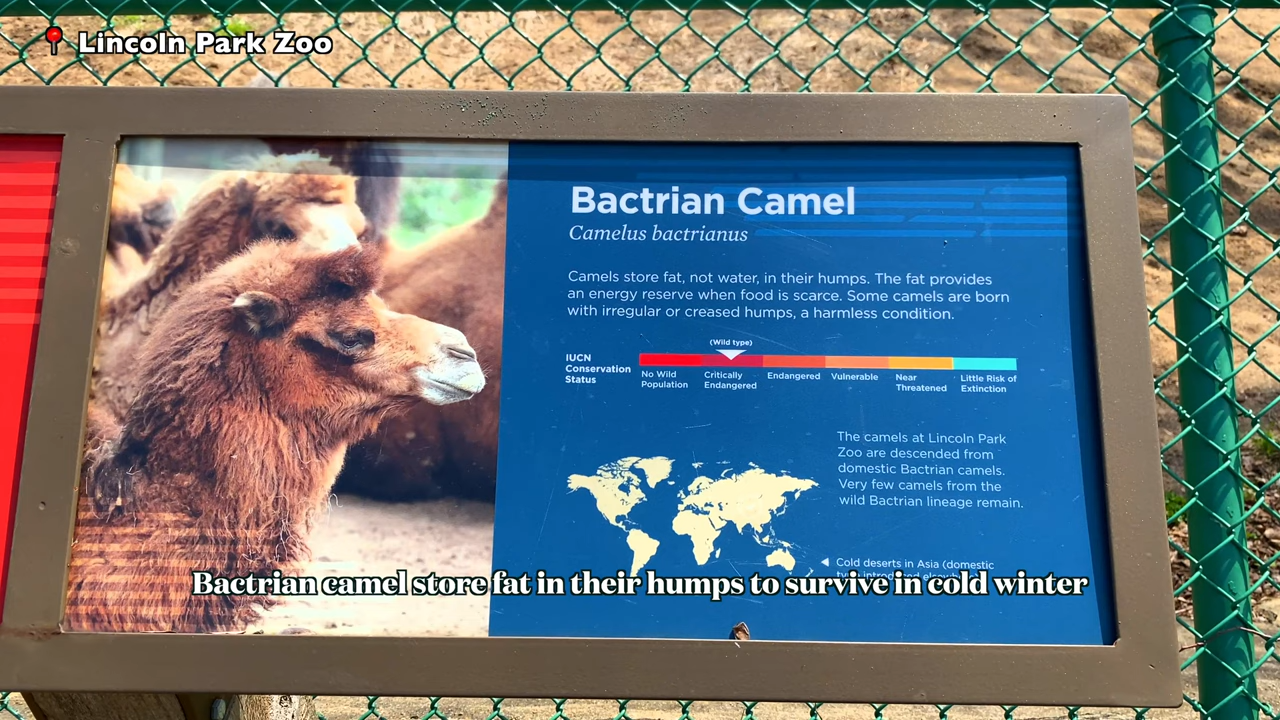 Lincoln Park Zoo
Bactrian Camel
Camelus bactrianus
Camels store fat, not water, in their humps. The fat provides
an energy reserve when food is scarce. Some camels are born
with irregular or creased humps, a harmless condition.
(Wild type)
IUCN
Conservation
Status
No Wild
Population
Critically
Endangered
Endangered
Vulnerable
Near
Threatened
Little Risk of
Extinction
The camels at Lincoln Park
Zoo are descended from
domestic Bactrian camels.
Very few camels from the
wild Bactrian lineage remain.
Cold deserts in Asia (domestic
Bactrian camel store fat in their humps to survive in cold winter